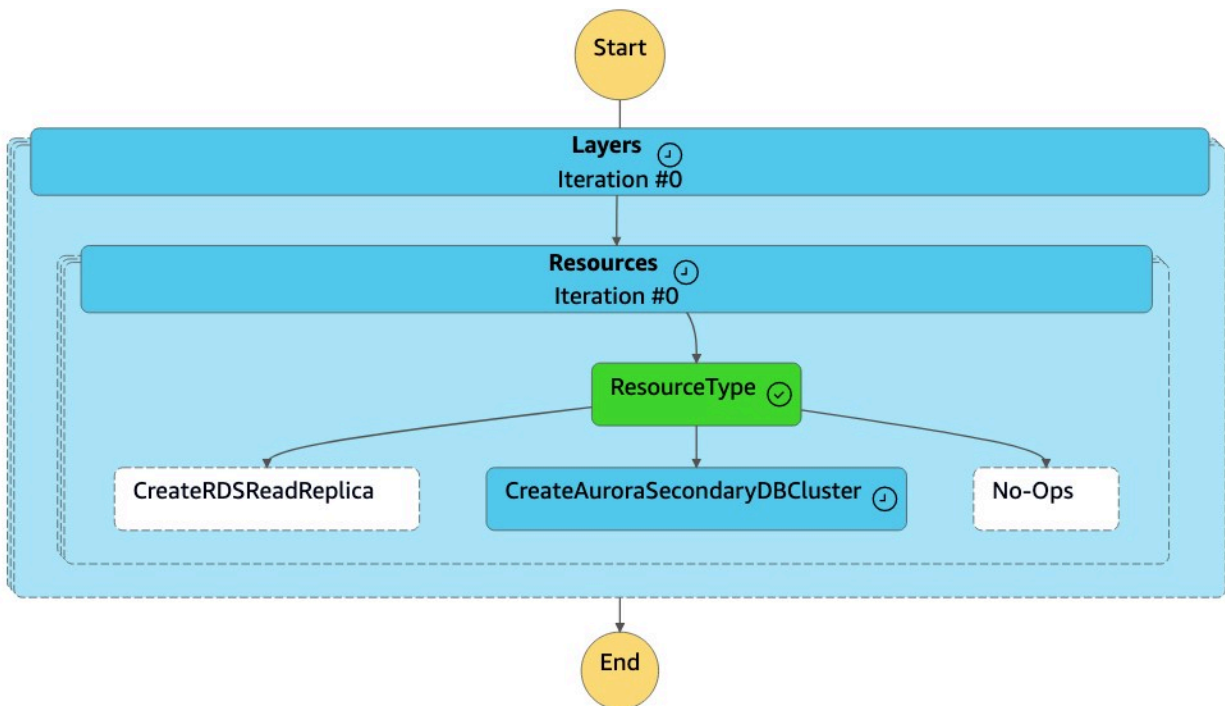 Start
Layers
Iteration #0
Resources
Iteration #0
ResourceType
CreateRDSReadReplica
CreateAuroraSecondaryDBCluster
No-Ops
End